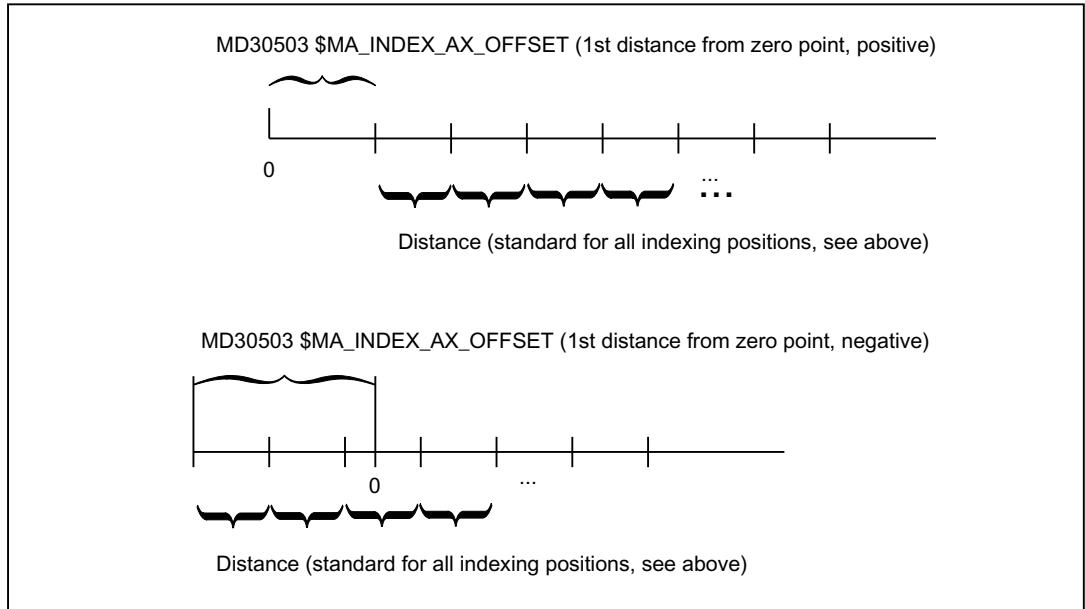 MD30503 $MA_INDEX_AX_OFFSET (1st distance from zero point, positive)
0
...
...
Distance (standard for all indexing positions, see above)
MD30503 $MA_INDEX_AX_OFFSET (1st distance from zero point, negative)
0
...
Distance (standard for all indexing positions, see above)